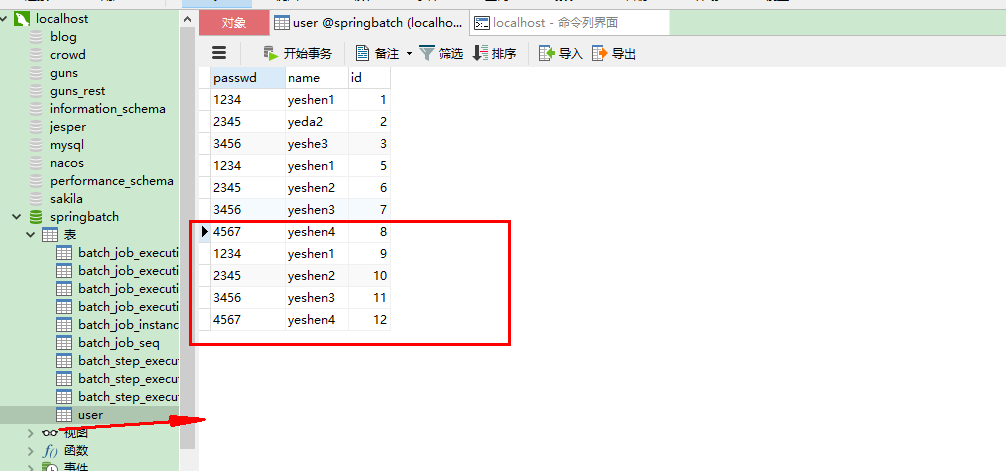 localhost
blog
crowd
guns
guns_rest
information_schema
jesper
mysql
nacos
performance_schema
sakila
springbatch
表
batch_job_executi
batch_job_executi
batch_job_executi
batch_job_executi
batch_job_instanc
batch_job_seq
batch_step_execu
batch_step_execu
batch_step_execu
user
视图
f() 函数
事件
对象 user @springbatch (localho... localhost - 命令列界面
开始事务 备注 筛选 排序 导入 导出
passwd name id
1234 yeshen1 1
2345 yeda2 2
3456 yeshe3 3
1234 yeshen1 5
2345 yeshen2 6
3456 yeshen3 7
4567 yeshen4 8
1234 yeshen1 9
2345 yeshen2 10
3456 yeshen3 11
4567 yeshen4 12